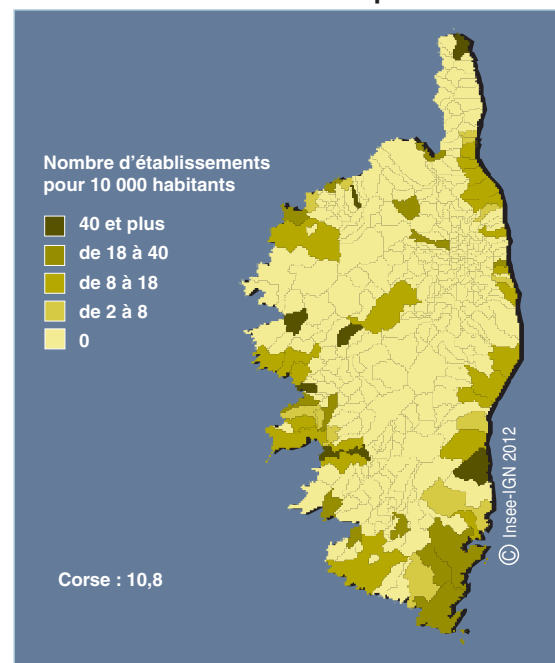 Nombre d'établissements
pour 10 000 habitants
40 et plus
de 18 à 40
de 8 à 18
de 2 à 8
0
Corse : 10,8
© Insee-IGN 2012